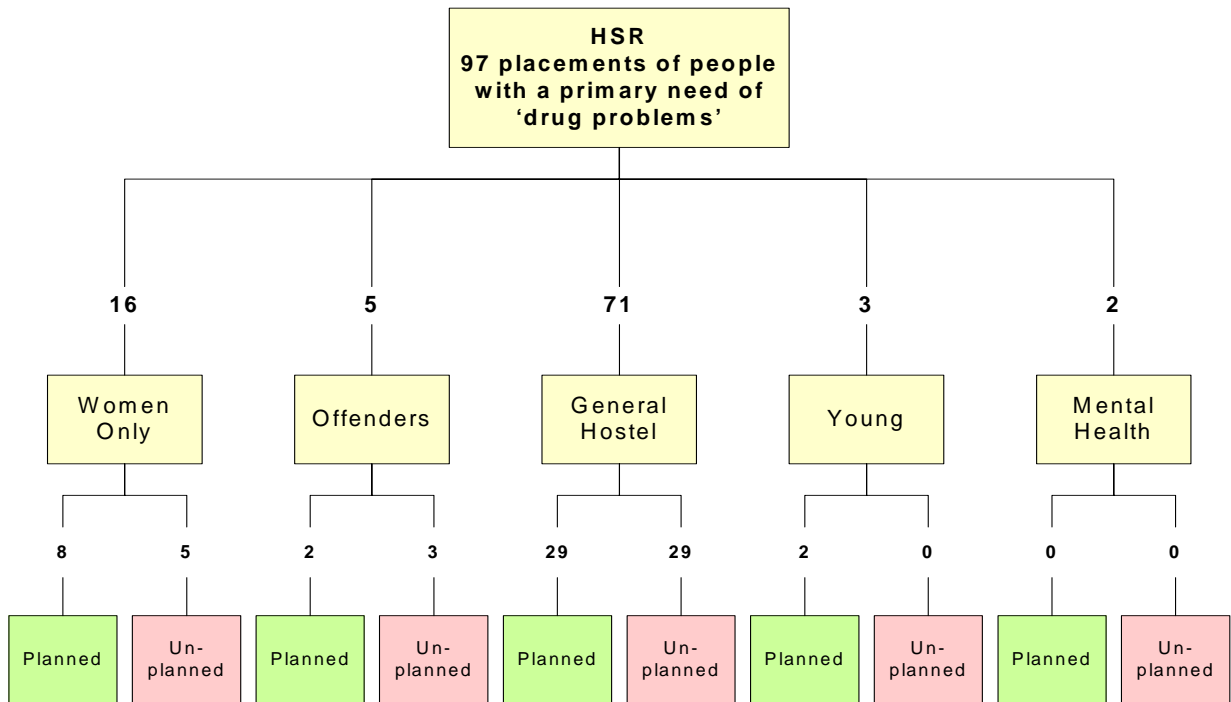 HSR
97 placements of people
with a primary need of
‘drug problems’
16
5
71
3
2
Women
Only
Offenders
General
Hostel
Young
Mental
Health
8
5
2
3
29
29
2
0
0
0
Planned
Un-
planned
Planned
Un-
planned
Planned
Un-
planned
Planned
Un-
planned
Planned
Un-
planned